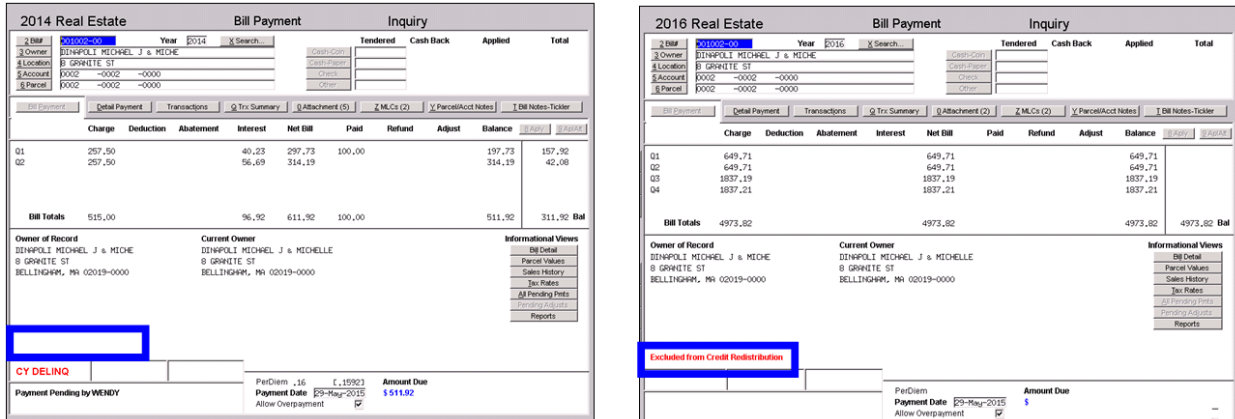 2014 Real Estate Bill Payment Inquiry
2 Bill# 001002-00 Year 2014 X Search... Tendered Cash Back Applied Total
3 Owner DINAPOLI MICHAEL J & MICHE Cash-Coin
4 Location 8 GRANITE ST Cash-Paper
5 Account 0002 -0002 -0000 Check
6 Parcel 0002 -0002 -0000 Other
Bill Payment Detail Payment Transactions Q Trx Summary 0 Attachment (5) Z MLCs (2) Y Parcel/Acct Notes T Bill Notes-Tickler
Charge Deduction Abatement Interest Net Bill Paid Refund Adjust Balance 8 Aply 9 AplAlt
Q1 257.50 40.23 297.73 100.00 197.73 157.92
Q2 257.50 56.69 314.19 314.19 42.08
Bill Totals 515.00 96.92 611.92 100.00 511.92 311.92 Bal
Owner of Record Current Owner Informational Views
DINAPOLI MICHAEL J & MICHE DINAPOLI MICHAEL J & MICHELLE Bill Detail
8 GRANITE ST 8 GRANITE ST Parcel Values
BELLINGHAM, MA 02019-0000 BELLINGHAM, MA 02019-0000 Sales History
Tax Rates
All Pending Pmts
Pending Adjusts
Reports
CY DELINQ
Payment Pending by WENDY
PerDiem .16 [.1592] Amount Due
Payment Date 29-May-2015 $ 511.92
Allow Overpayment
2016 Real Estate Bill Payment Inquiry
2 Bill# 001002-00 Year 2016 X Search... Tendered Cash Back Applied Total
3 Owner DINAPOLI MICHAEL J & MICHE Cash-Coin
4 Location 8 GRANITE ST Cash-Paper
5 Account 0002 -0002 -0000 Check
6 Parcel 0002 -0002 -0000 Other
Bill Payment Detail Payment Transactions Q Trx Summary 0 Attachment (2) Z MLCs (2) Y Parcel/Acct Notes T Bill Notes-Tickler
Charge Deduction Abatement Interest Net Bill Paid Refund Adjust Balance 8 Aply 9 AplAlt
Q1 649.71 649.71 649.71
Q2 649.71 649.71 649.71
Q3 1837.19 1837.19 1837.19
Q4 1837.21 1837.21 1837.21
Bill Totals 4973.82 4973.82 4973.82 4973.82 Bal
Owner of Record Current Owner Informational Views
DINAPOLI MICHAEL J & MICHE DINAPOLI MICHAEL J & MICHELLE Bill Detail
8 GRANITE ST 8 GRANITE ST Parcel Values
BELLINGHAM, MA 02019-0000 BELLINGHAM, MA 02019-0000 Sales History
Tax Rates
All Pending Pmts
Pending Adjusts
Reports
Excluded from Credit Redistribution
PerDiem Amount Due
Payment Date 29-May-2015 $
Allow Overpayment